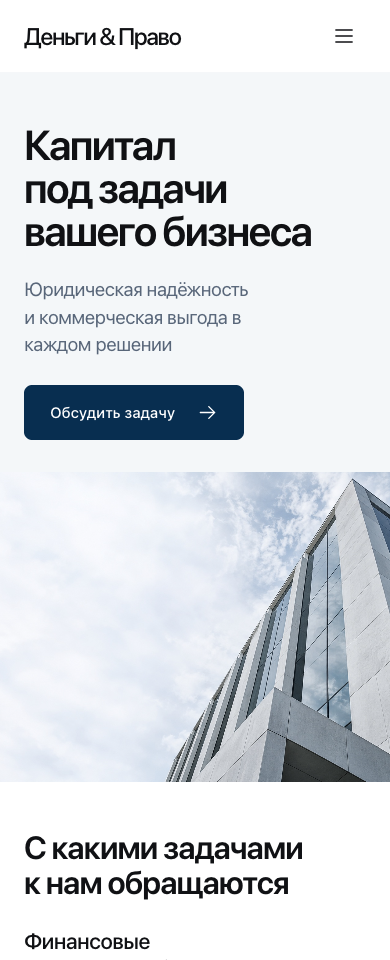 Деньги & Право
Капитал
под задачи
вашего бизнеса
Юридическая надёжность
и коммерческая выгода в
каждом решении
Обсудить задачу
С какими задачами
к нам обращаются
Финансовые